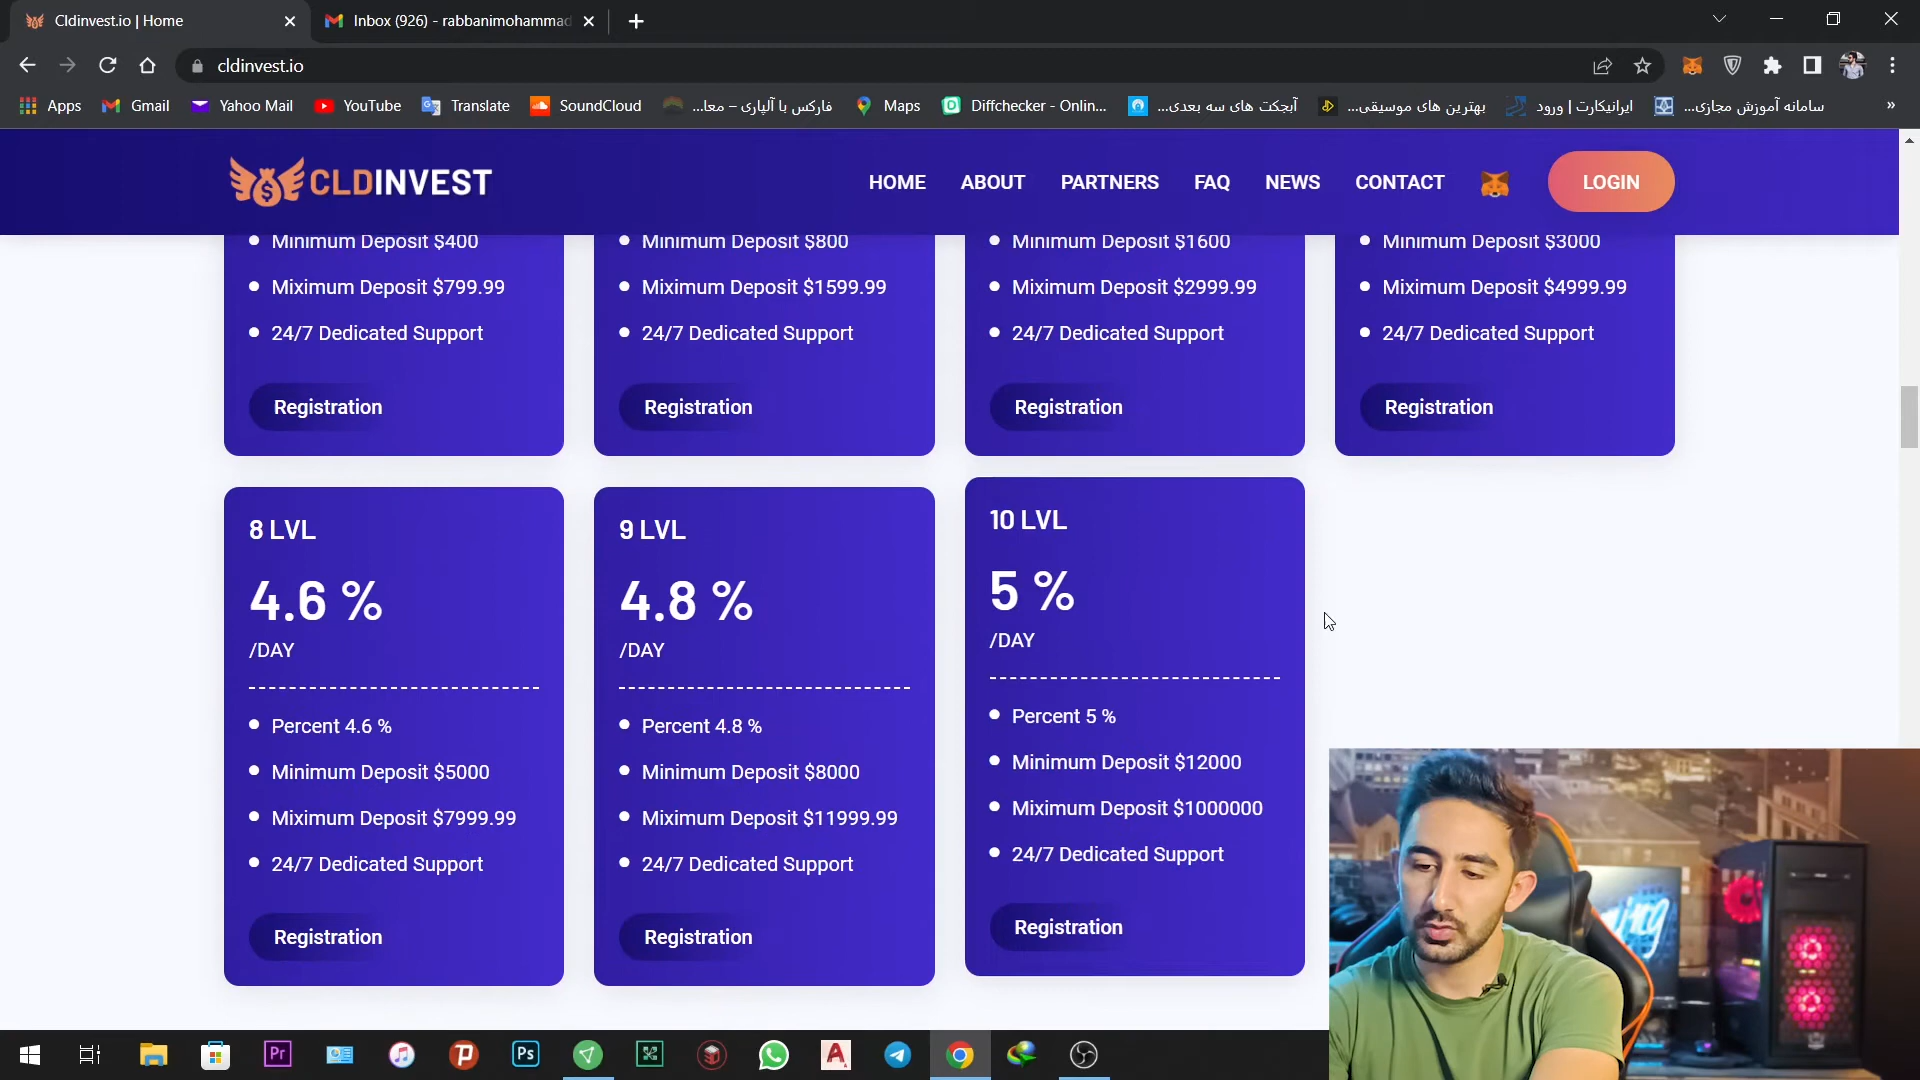 Cldinvest.io | Home
Inbox (926) - rabbanimohammad
cldinvest.io
Apps
Gmail
Yahoo Mail
YouTube
Translate
SoundCloud
فارکس با آلپاری – معا...
Maps
Diffchecker - Onlin...
آبجکت های سه بعدی...
بهترین های موسیقی...
ایرانیکارت | ورود
سامانه آموزش مجازی...
»
CLDINVEST
HOME
ABOUT
PARTNERS
FAQ
NEWS
CONTACT
LOGIN
Minimum Deposit $400
Miximum Deposit $799.99
24/7 Dedicated Support
Registration
Minimum Deposit $800
Miximum Deposit $1599.99
24/7 Dedicated Support
Registration
Minimum Deposit $1600
Miximum Deposit $2999.99
24/7 Dedicated Support
Registration
Minimum Deposit $3000
Miximum Deposit $4999.99
24/7 Dedicated Support
Registration
8 LVL
4.6 %
/DAY
Percent 4.6 %
Minimum Deposit $5000
Miximum Deposit $7999.99
24/7 Dedicated Support
Registration
9 LVL
4.8 %
/DAY
Percent 4.8 %
Minimum Deposit $8000
Miximum Deposit $11999.99
24/7 Dedicated Support
Registration
10 LVL
5 %
/DAY
Percent 5 %
Minimum Deposit $12000
Miximum Deposit $1000000
24/7 Dedicated Support
Registration
Pr
Ps